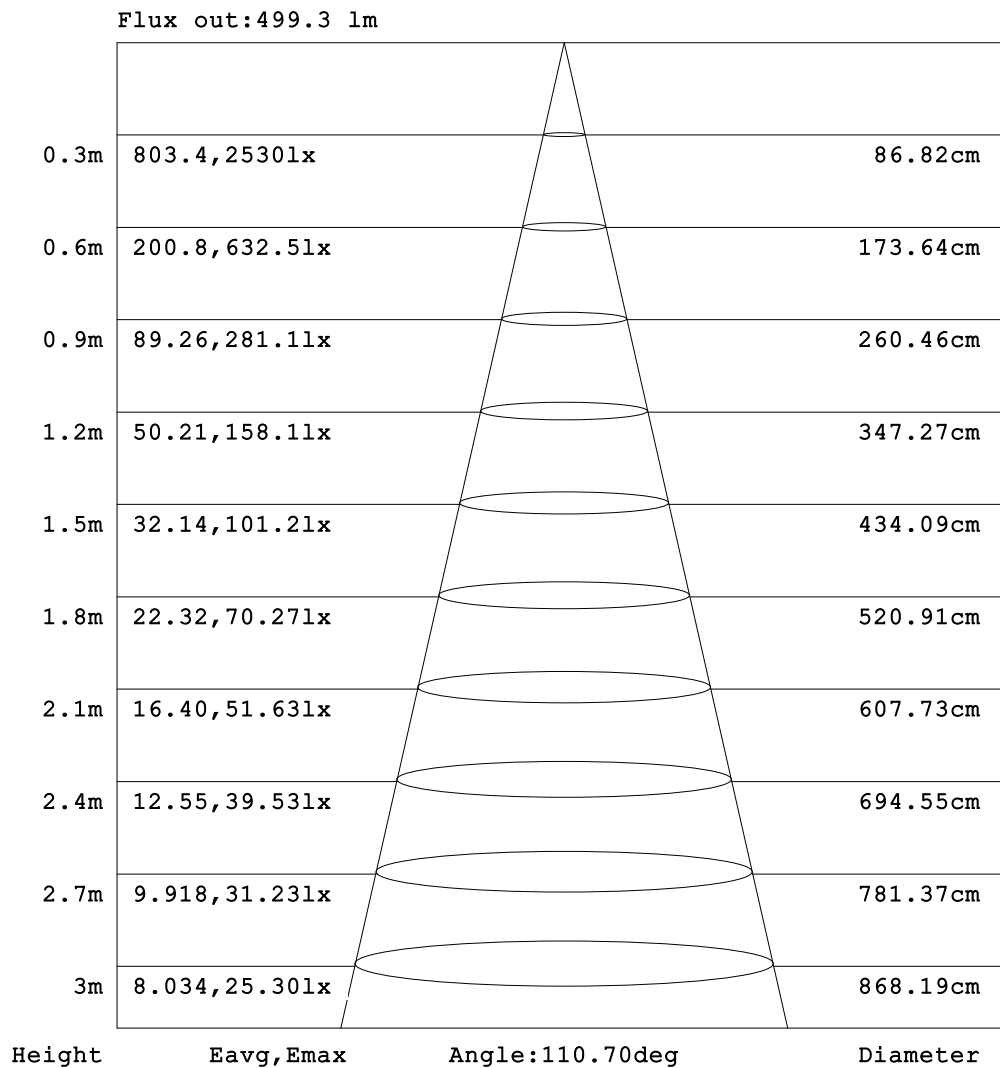 Flux out:499.3 lm
0.3m 803.4,2530lx 86.82cm
0.6m 200.8,632.5lx 173.64cm
0.9m 89.26,281.1lx 260.46cm
1.2m 50.21,158.1lx 347.27cm
1.5m 32.14,101.2lx 434.09cm
1.8m 22.32,70.27lx 520.91cm
2.1m 16.40,51.63lx 607.73cm
2.4m 12.55,39.53lx 694.55cm
2.7m 9.918,31.23lx 781.37cm
3m 8.034,25.30lx 868.19cm
Height Eavg,Emax Angle:110.70deg Diameter